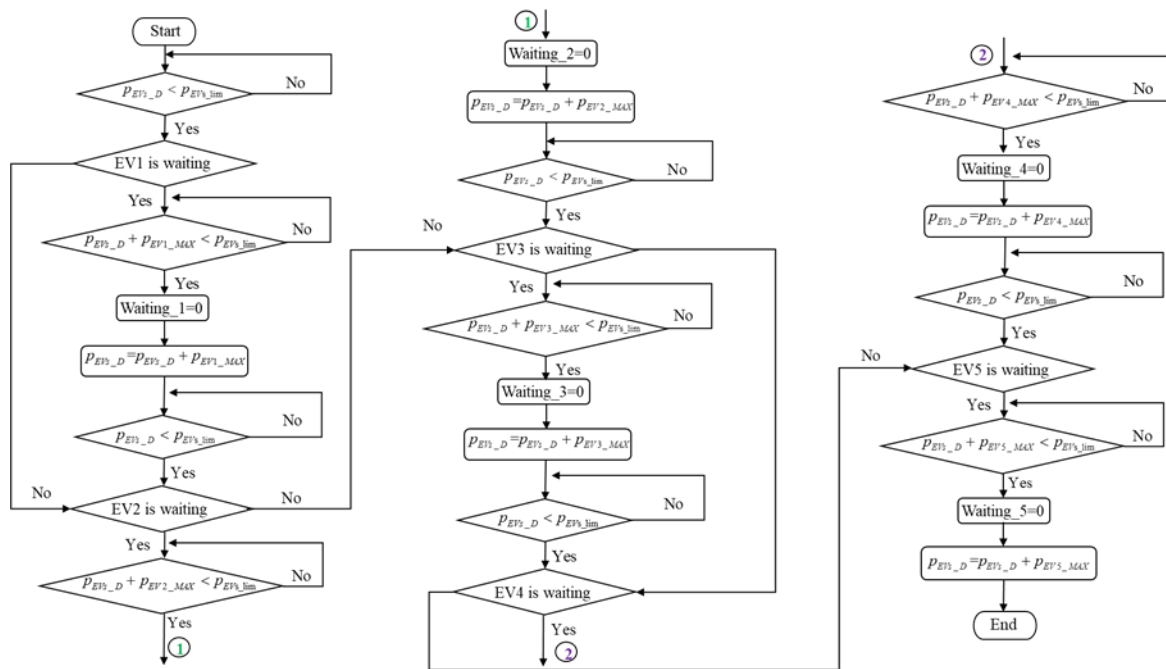 Start
p_EVs_D < p_EVs_lim
No
Yes
EV1 is waiting
Yes
p_EVs_D + p_EV1_MAX < p_EVs_lim
No
Yes
Waiting_1=0
p_EVs_D = p_EVs_D + p_EV1_MAX
p_EVs_D < p_EVs_lim
No
Yes
No
EV2 is waiting
No
Yes
p_EVs_D + p_EV2_MAX < p_EVs_lim
No
Yes
1
1
Waiting_2=0
p_EVs_D = p_EVs_D + p_EV2_MAX
p_EVs_D < p_EVs_lim
No
Yes
No
EV3 is waiting
Yes
p_EVs_D + p_EV3_MAX < p_EVs_lim
No
Yes
Waiting_3=0
p_EVs_D = p_EVs_D + p_EV3_MAX
p_EVs_D < p_EVs_lim
No
Yes
EV4 is waiting
Yes
2
2
p_EVs_D + p_EV4_MAX < p_EVs_lim
No
Yes
Waiting_4=0
p_EVs_D = p_EVs_D + p_EV4_MAX
p_EVs_D < p_EVs_lim
No
Yes
No
EV5 is waiting
Yes
p_EVs_D + p_EV5_MAX < p_EVs_lim
No
Yes
Waiting_5=0
p_EVs_D = p_EVs_D + p_EV5_MAX
End